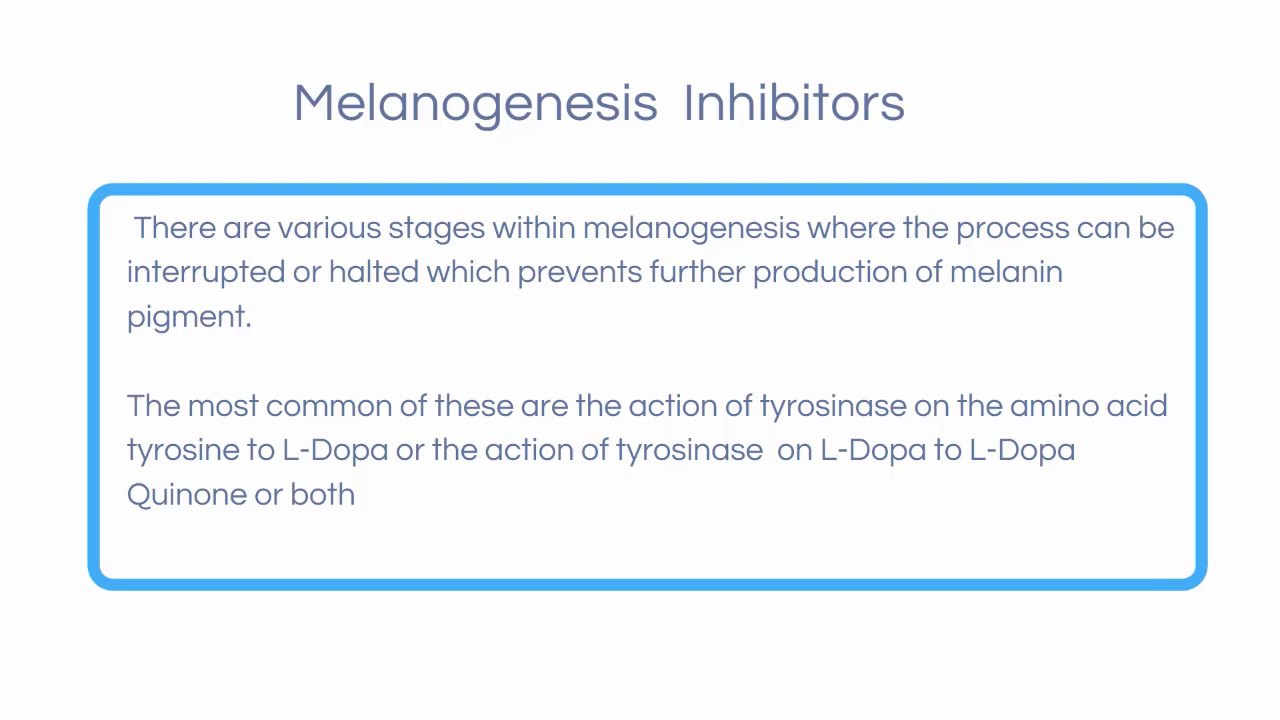 Melanogenesis Inhibitors
There are various stages within melanogenesis where the process can be
interrupted or halted which prevents further production of melanin
pigment.
The most common of these are the action of tyrosinase on the amino acid
tyrosine to L-Dopa or the action of tyrosinase on L-Dopa to L-Dopa
Quinone or both